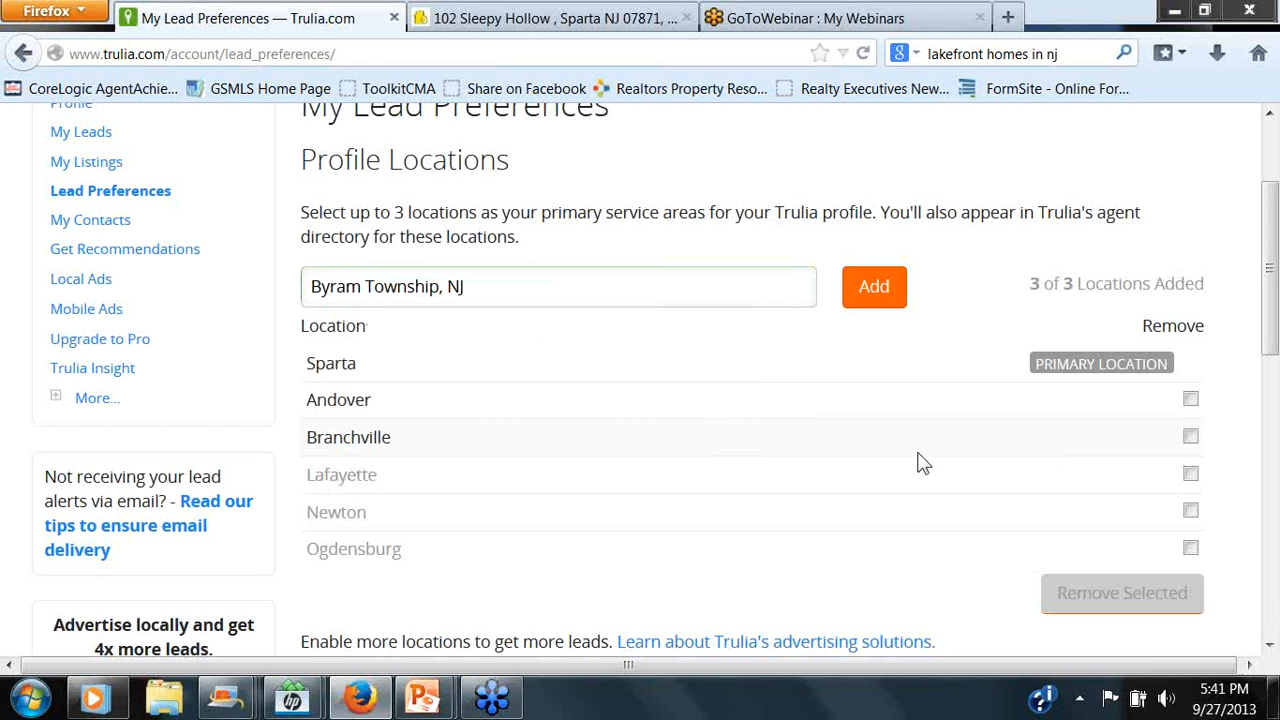 Firefox
My Lead Preferences — Trulia.com
102 Sleepy Hollow , Sparta NJ 07871, ...
GoToWebinar : My Webinars
www.trulia.com/account/lead_preferences/
lakefront homes in nj
CoreLogic AgentAchie...
GSMLS Home Page
ToolkitCMA
Share on Facebook
Realtors Property Reso...
Realty Executives New...
FormSite - Online For...
Profile
My Leads
My Listings
Lead Preferences
My Contacts
Get Recommendations
Local Ads
Mobile Ads
Upgrade to Pro
Trulia Insight
More...
Not receiving your lead
alerts via email? - Read our
tips to ensure email
delivery
Advertise locally and get
4x more leads.
My Lead Preferences
Profile Locations
Select up to 3 locations as your primary service areas for your Trulia profile. You'll also appear in Trulia's agent
directory for these locations.
Byram Township, NJ
Add
3 of 3 Locations Added
Location
Remove
Sparta
PRIMARY LOCATION
Andover
Branchville
Lafayette
Newton
Ogdensburg
Remove Selected
Enable more locations to get more leads. Learn about Trulia's advertising solutions.
5:41 PM
9/27/2013